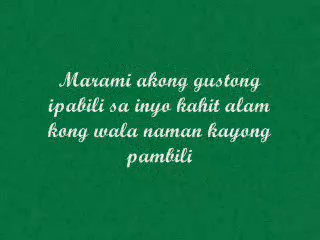 Marami akong gustong
ipabili sa inyo kahit alam
kong wala naman kayong
pambili